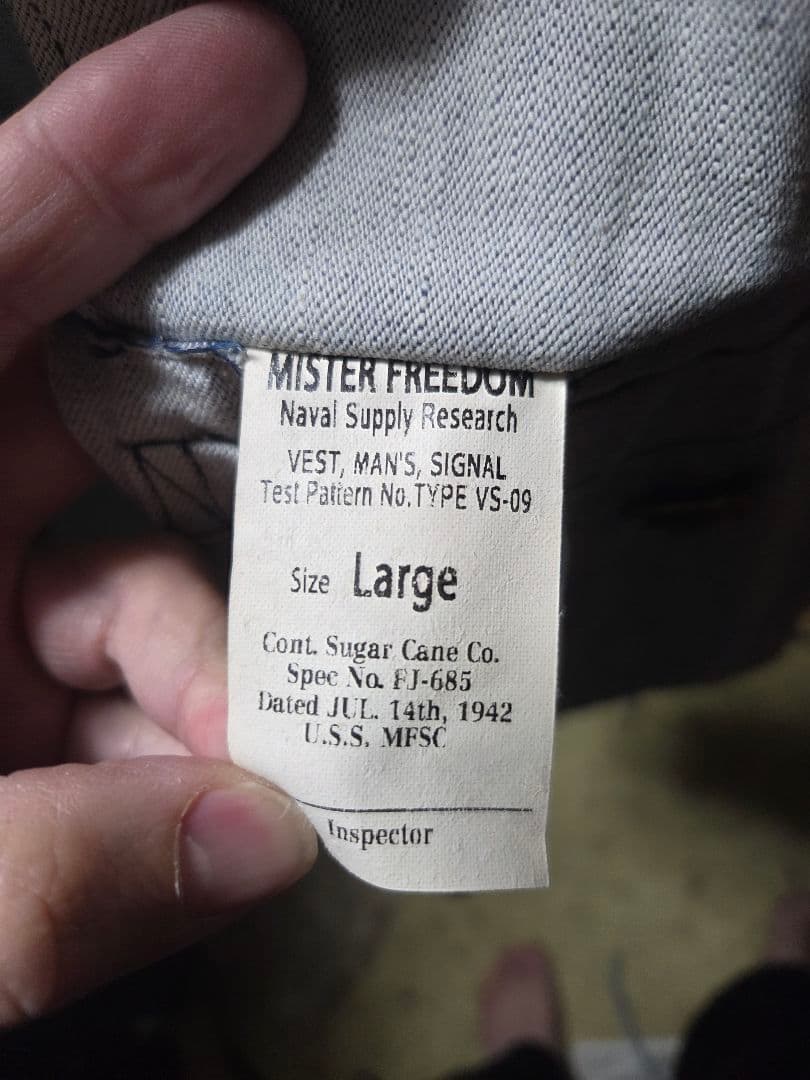 MISTER FREEDOM
Naval Supply Research
VEST, MAN'S, SIGNAL
Test Pattern No.TYPE VS-09
Size Large
Cont. Sugar Cane Co.
Spec No. FJ-685
Dated JUL. 14th, 1942
U.S.S. MFSC
Inspector